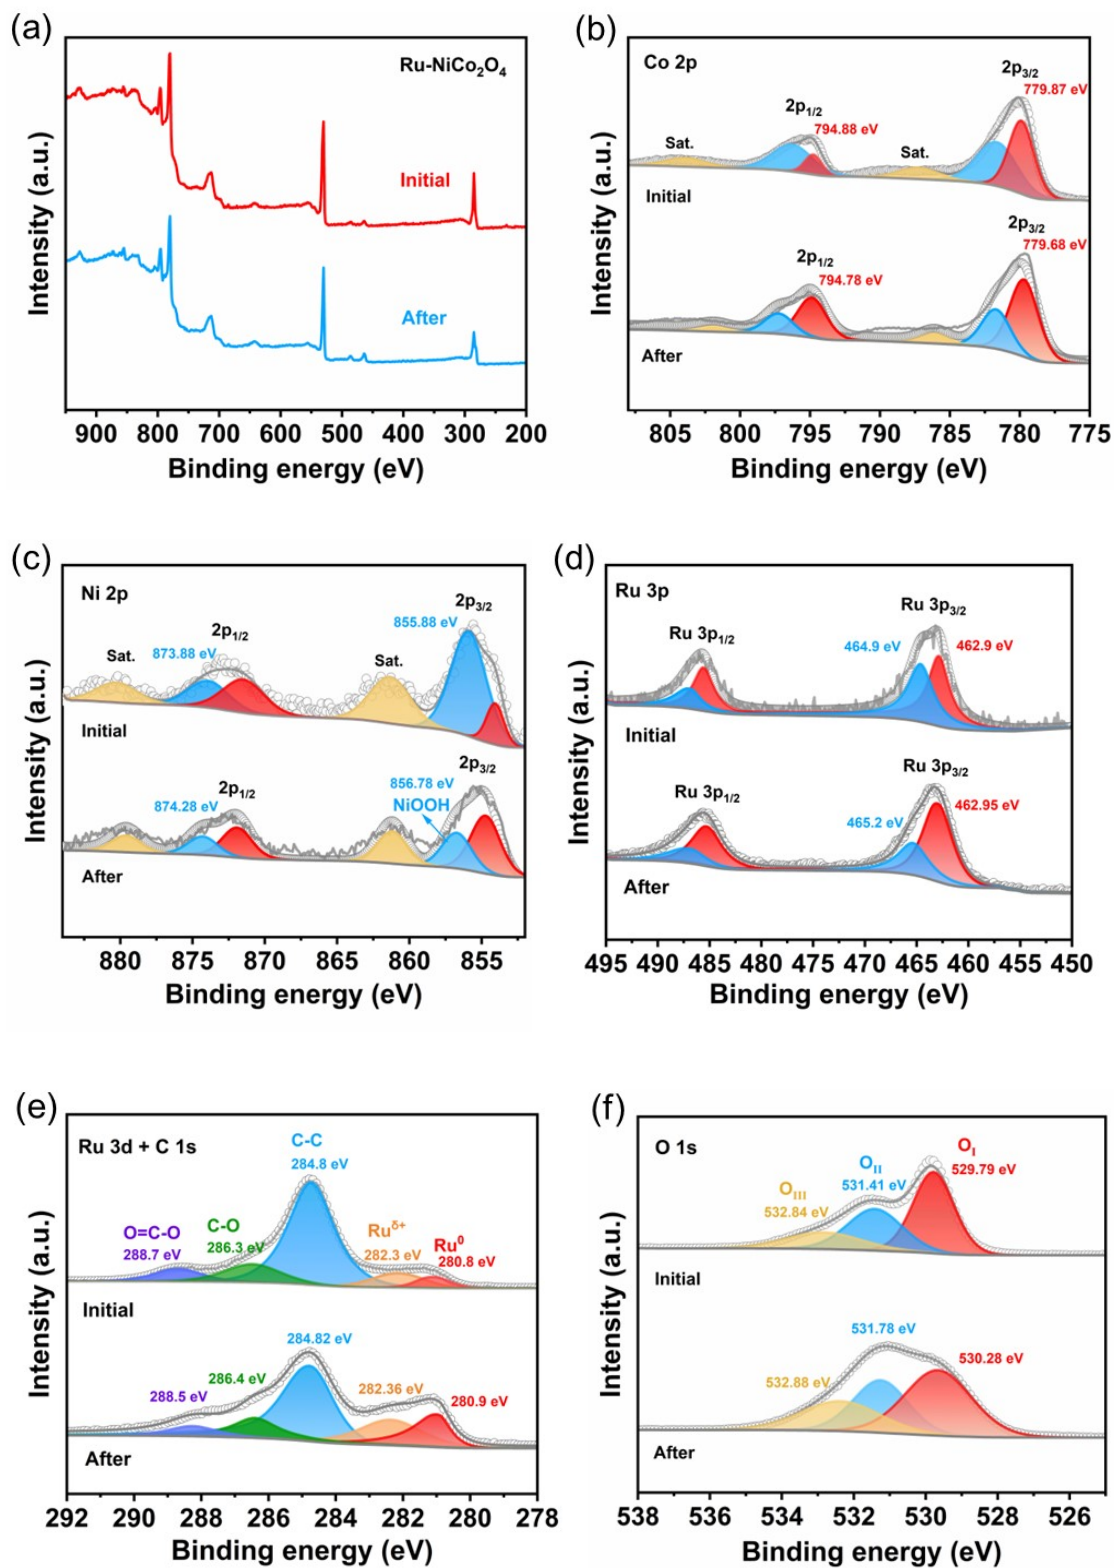 (a)
Ru-NiCo₂O₄
Initial
After
Intensity (a.u.)
900 800 700 600 500 400 300 200
Binding energy (eV)
(b)
Co 2p
2p₃/₂
779.87 eV
2p₁/₂
794.88 eV
Sat.
Sat.
Initial
2p₃/₂
779.68 eV
2p₁/₂
794.78 eV
After
Intensity (a.u.)
805 800 795 790 785 780 775
Binding energy (eV)
(c)
Ni 2p
2p₃/₂
855.88 eV
2p₁/₂
873.88 eV
Sat.
Sat.
Initial
2p₃/₂
856.78 eV
NiOOH
2p₁/₂
874.28 eV
After
Intensity (a.u.)
880 875 870 865 860 855
Binding energy (eV)
(d)
Ru 3p
Ru 3p₃/₂
Ru 3p₁/₂
464.9 eV
462.9 eV
Initial
Ru 3p₃/₂
Ru 3p₁/₂
462.95 eV
465.2 eV
After
Intensity (a.u.)
495 490 485 480 475 470 465 460 455 450
Binding energy (eV)
(e)
Ru 3d + C 1s
C-C
284.8 eV
O=C-O
288.7 eV
C-O
286.3 eV
Ruᵟ⁺
282.3 eV
Ru⁰
280.8 eV
Initial
284.82 eV
288.5 eV
286.4 eV
282.36 eV
280.9 eV
After
Intensity (a.u.)
292 290 288 286 284 282 280 278
Binding energy (eV)
(f)
O 1s
O_I
529.79 eV
O_II
531.41 eV
O_III
532.84 eV
Initial
531.78 eV
530.28 eV
532.88 eV
After
Intensity (a.u.)
538 536 534 532 530 528 526
Binding energy (eV)